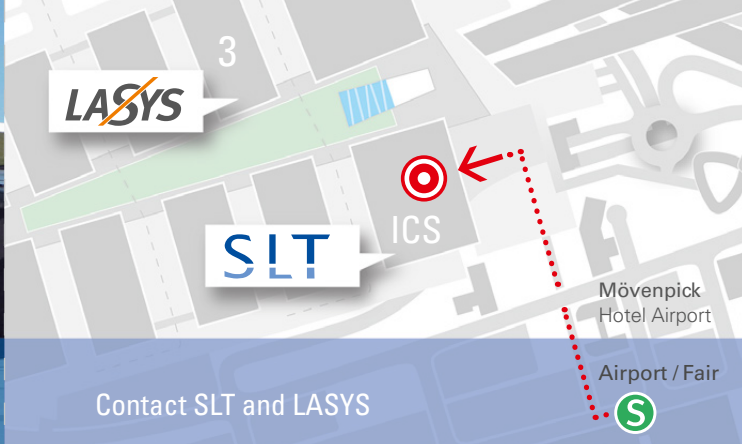 3
LASYS
SLT
ICS
Mövenpick
Hotel Airport
Airport / Fair
S
Contact SLT and LASYS